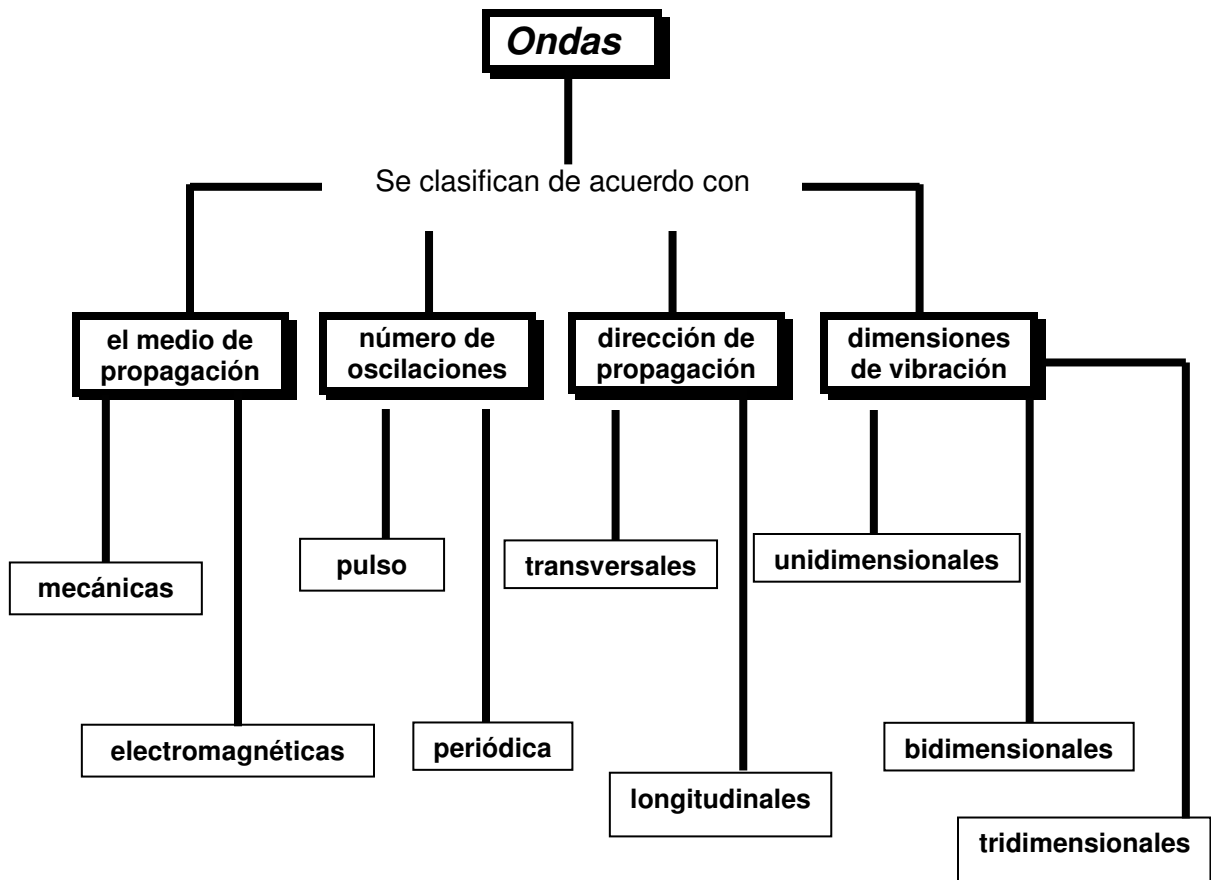 Ondas
Se clasifican de acuerdo con
el medio de
propagación
número de
oscilaciones
dirección de
propagación
dimensiones
de vibración
mecánicas
electromagnéticas
pulso
periódica
transversales
longitudinales
unidimensionales
bidimensionales
tridimensionales